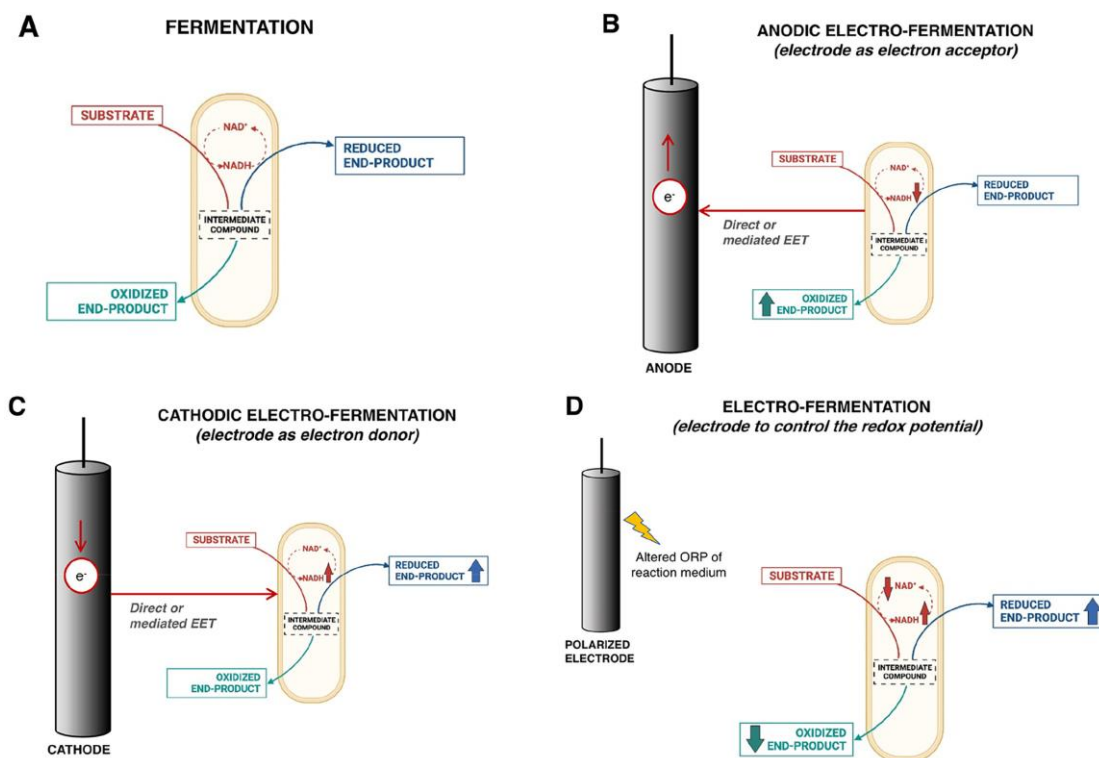 A
FERMENTATION
SUBSTRATE
NAD⁺
NADH
REDUCED
END-PRODUCT
INTERMEDIATE
COMPOUND
OXIDIZED
END-PRODUCT
B
ANODIC ELECTRO-FERMENTATION
(electrode as electron acceptor)
SUBSTRATE
NAD⁺
NADH
REDUCED
END-PRODUCT
e⁻
Direct or
mediated EET
INTERMEDIATE
COMPOUND
OXIDIZED
END-PRODUCT
ANODE
C
CATHODIC ELECTRO-FERMENTATION
(electrode as electron donor)
SUBSTRATE
NAD⁺
NADH
REDUCED
END-PRODUCT
e⁻
Direct or
mediated EET
INTERMEDIATE
COMPOUND
OXIDIZED
END-PRODUCT
CATHODE
D
ELECTRO-FERMENTATION
(electrode to control the redox potential)
Altered ORP of
reaction medium
SUBSTRATE
NAD⁺
NADH
REDUCED
END-PRODUCT
POLARIZED
ELECTRODE
INTERMEDIATE
COMPOUND
OXIDIZED
END-PRODUCT